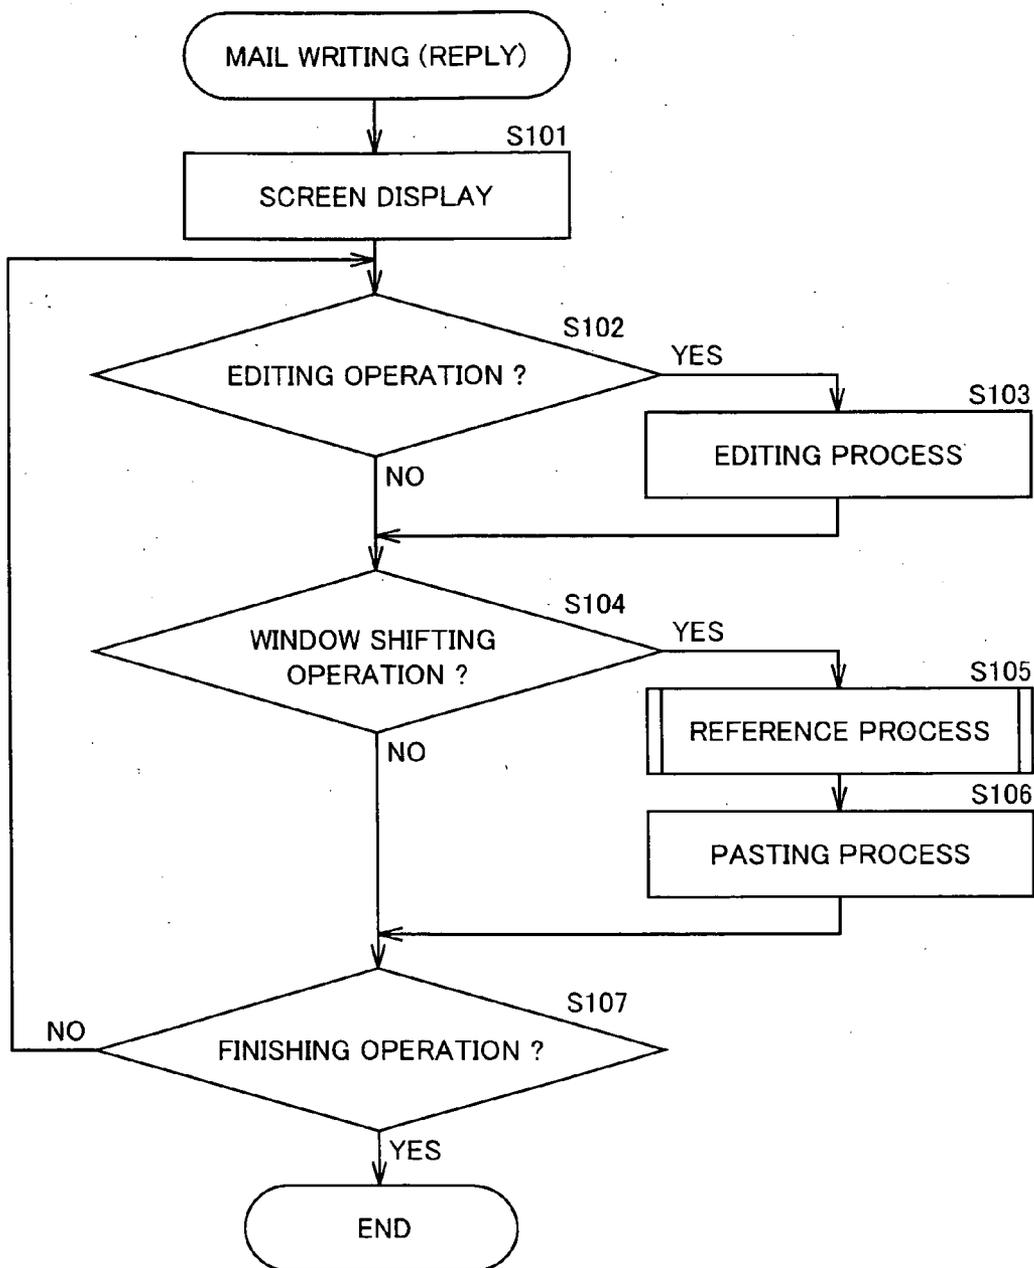 MAIL WRITING (REPLY)
S101
SCREEN DISPLAY
S102
EDITING OPERATION ?
YES
S103
EDITING PROCESS
NO
S104
WINDOW SHIFTING
OPERATION ?
YES
S105
REFERENCE PROCESS
NO
S106
PASTING PROCESS
S107
NO
FINISHING OPERATION ?
YES
END